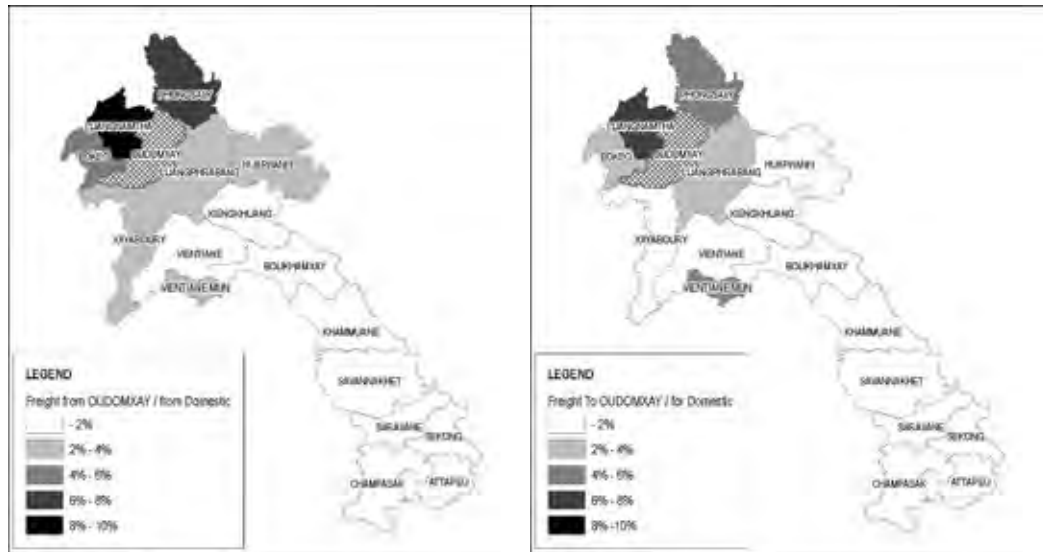 PHONGSALY
LUANGNAMTHA
BOKEO
OUDOMXAY
LUANGPHRABANG
HUAPHANH
XIENGKHUANG
XAYABOURY
VIENTIANE
BOLIKHAMXAY
VIENTIANE MUN
KHAMMUANE
SAVANNAKHET
SARAVANE
SEKONG
CHAMPASAK
ATTAPEU
LEGEND
Freight from OUDOMXAY / from Domestic
- 2%
2% - 4%
4% - 6%
6% - 8%
8% - 10%
PHONGSALY
LUANGNAMTHA
BOKEO
OUDOMXAY
LUANGPHRABANG
HUAPHANH
XIENGKHUANG
XAYABOURY
VIENTIANE
BOLIKHAMXAY
VIENTIANE MUN
KHAMMUANE
SAVANNAKHET
SARAVANE
SEKONG
CHAMPASAK
ATTAPEU
LEGEND
Freight To OUDOMXAY / for Domestic
- 2%
2% - 4%
4% - 6%
6% - 8%
8% -10%